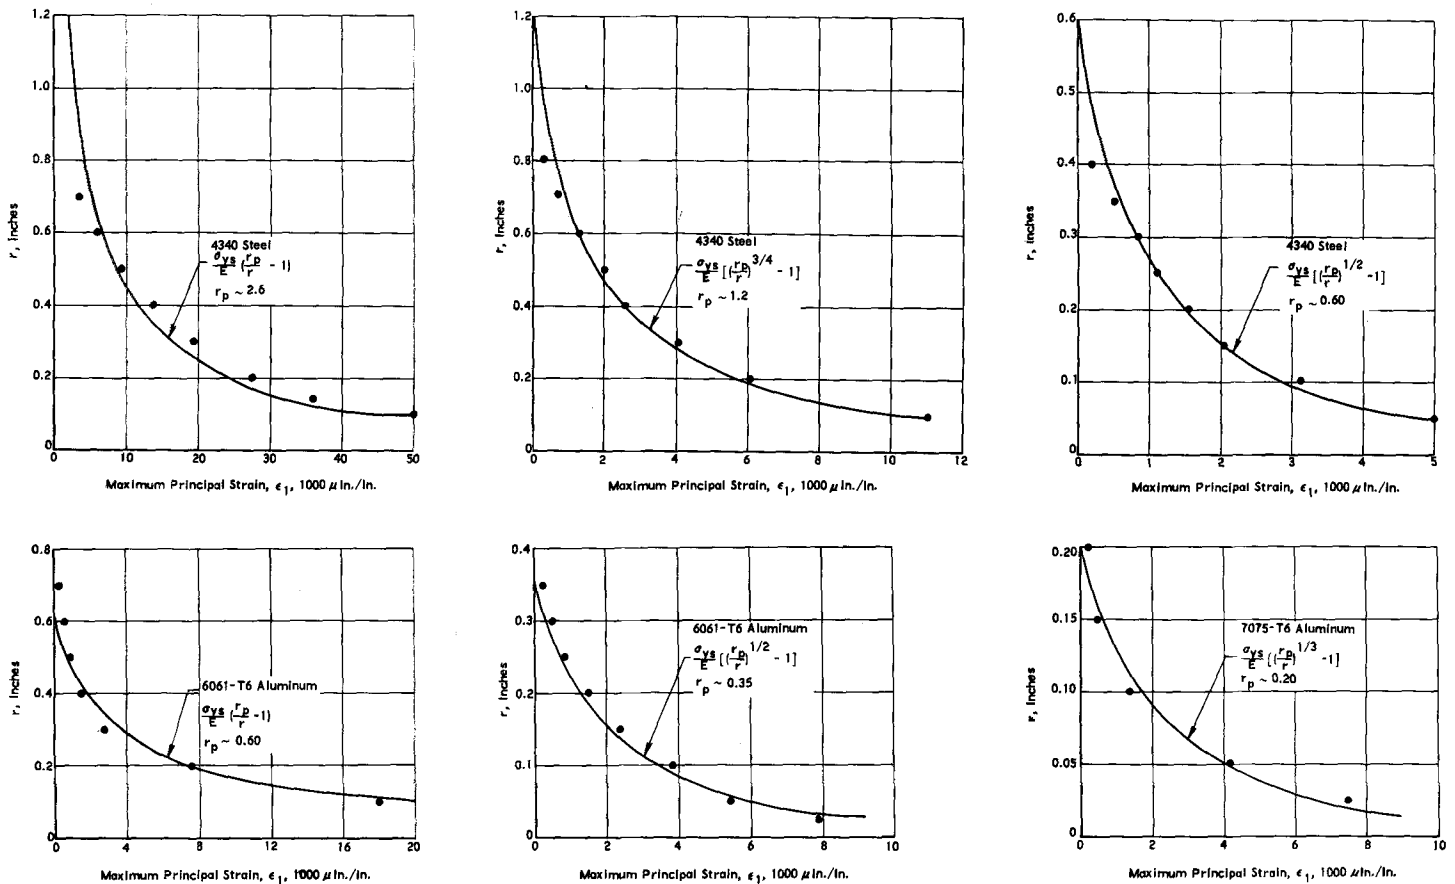 1.2
1.0
0.8
0.6
0.4
0.2
0
r, Inches
4340 Steel
σys/E (rp/r - 1)
rp ~ 2.6
0 10 20 30 40 50
Maximum Principal Strain, ϵ1, 1000 μ In./In.
1.2
1.0
0.8
0.6
0.4
0.2
0
r, Inches
4340 Steel
σys/E [(rp/r)^3/4 - 1]
rp ~ 1.2
0 2 4 6 8 10 12
Maximum Principal Strain, ϵ1, 1000 μ In./In.
0.6
0.5
0.4
0.3
0.2
0.1
0
r, Inches
4340 Steel
σys/E [(rp/r)^1/2 -1]
rp ~ 0.60
0 1 2 3 4 5
Maximum Principal Strain, ϵ1, 1000 μ In./In.
0.8
0.6
0.4
0.2
0
r, Inches
6061-T6 Aluminum
σys/E (rp/r -1)
rp ~ 0.60
0 4 8 12 16 20
Maximum Principal Strain, ϵ1, 1000 μ In./In.
0.4
0.3
0.2
0.1
0
r, Inches
6061-T6 Aluminum
σys/E [(rp/r)^1/2 - 1]
rp ~ 0.35
0 2 4 6 8 10
Maximum Principal Strain, ϵ1, 1000 μ In./In.
0.20
0.15
0.10
0.05
0
r, Inches
7075-T6 Aluminum
σys/E [(rp/r)^1/3 -1]
rp ~ 0.20
0 2 4 6 8 10
Maximum Principal Strain, ϵ1, 1000 μ In./In.